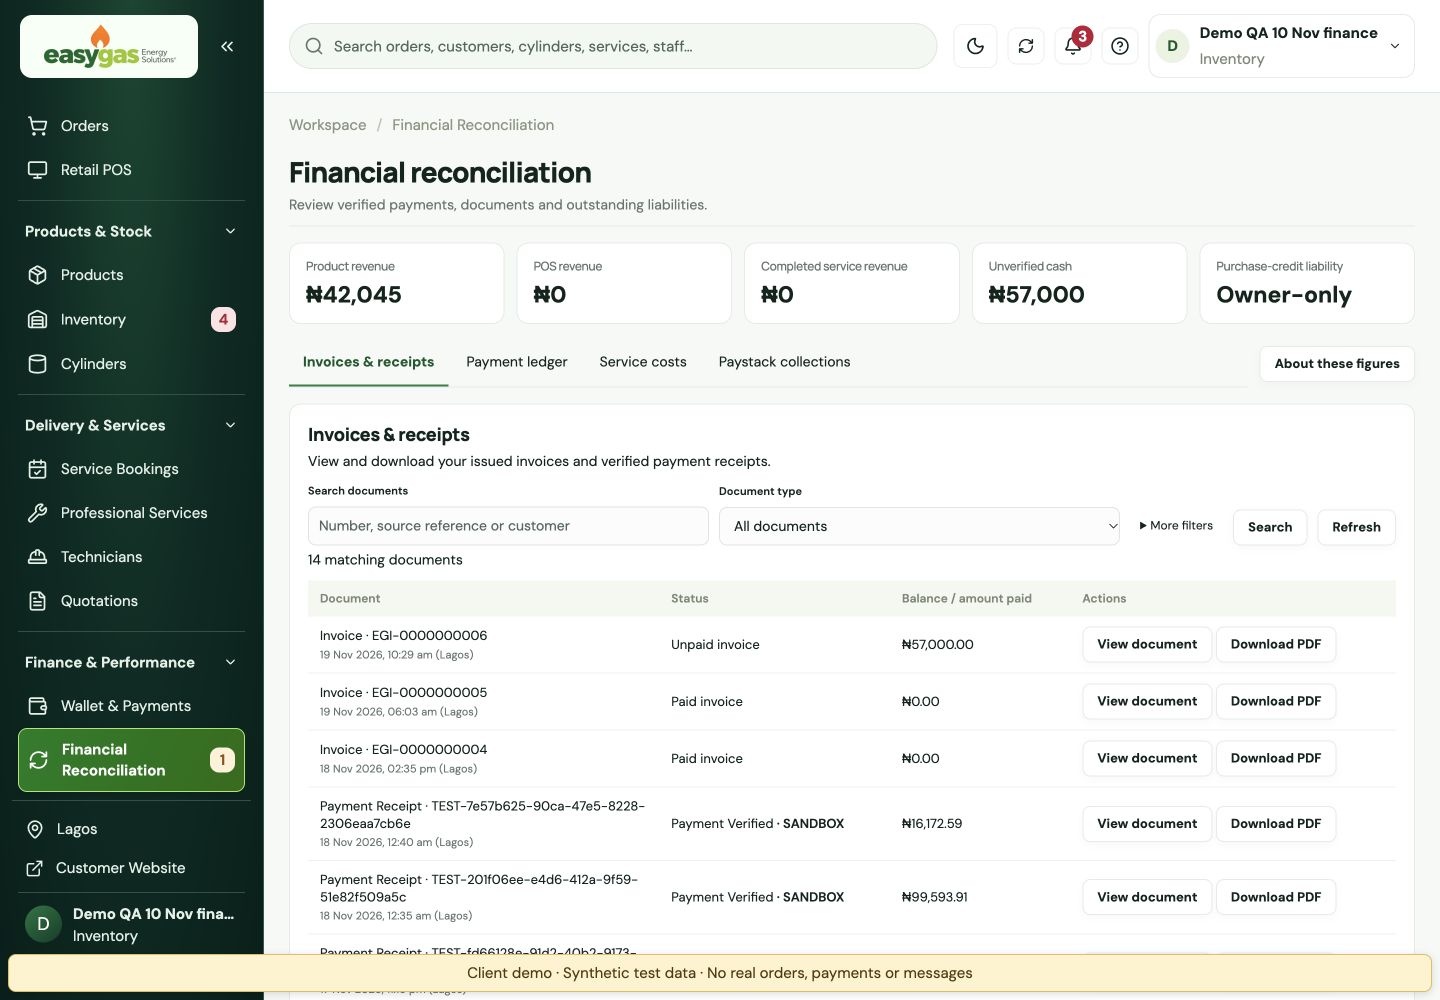 easygas Energy Solutions
Orders
Retail POS
Products & Stock
Products
Inventory 4
Cylinders
Delivery & Services
Service Bookings
Professional Services
Technicians
Quotations
Finance & Performance
Wallet & Payments
Financial
Reconciliation 1
Lagos
Customer Website
D Demo QA 10 Nov fina...
Inventory
Search orders, customers, cylinders, services, staff...
3
D Demo QA 10 Nov finance
Inventory
Workspace / Financial Reconciliation
Financial reconciliation
Review verified payments, documents and outstanding liabilities.
Product revenue
₦42,045
POS revenue
₦0
Completed service revenue
₦0
Unverified cash
₦57,000
Purchase-credit liability
Owner-only
Invoices & receipts Payment ledger Service costs Paystack collections About these figures
Invoices & receipts
View and download your issued invoices and verified payment receipts.
Search documents Document type
Number, source reference or customer All documents More filters Search Refresh
14 matching documents
Document Status Balance / amount paid Actions
Invoice · EGI-0000000006
19 Nov 2026, 10:29 am (Lagos)
Unpaid invoice ₦57,000.00 View document Download PDF
Invoice · EGI-0000000005
19 Nov 2026, 06:03 am (Lagos)
Paid invoice ₦0.00 View document Download PDF
Invoice · EGI-0000000004
18 Nov 2026, 02:35 pm (Lagos)
Paid invoice ₦0.00 View document Download PDF
Payment Receipt · TEST-7e57b625-90ca-47e5-8228-
2306eaa7cb6e
18 Nov 2026, 12:40 am (Lagos)
Payment Verified · SANDBOX ₦16,172.59 View document Download PDF
Payment Receipt · TEST-201f06ee-e4d6-412a-9f59-
51e82f509a5c
18 Nov 2026, 12:35 am (Lagos)
Payment Verified · SANDBOX ₦99,593.91 View document Download PDF
Payment Receipt · TEST-fd66128e-91d2-40b2-9173-
Client demo · Synthetic test data · No real orders, payments or messages